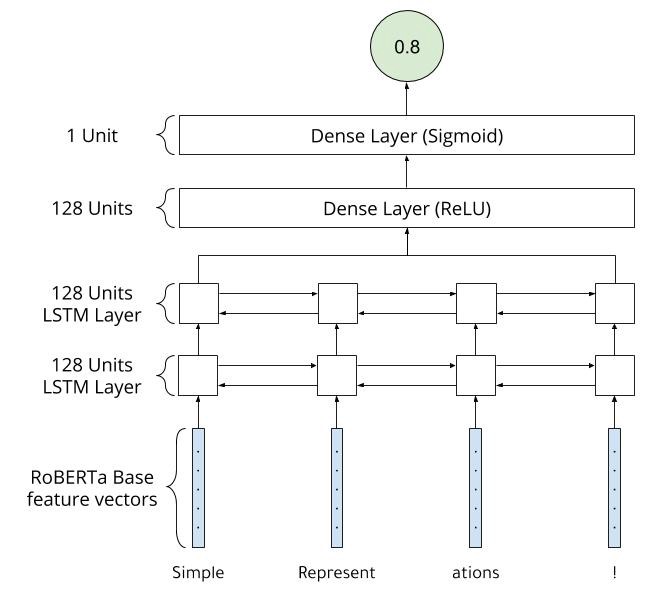 0.8
1 Unit
Dense Layer (Sigmoid)
128 Units
Dense Layer (ReLU)
128 Units
LSTM Layer
128 Units
LSTM Layer
RoBERTa Base
feature vectors
Simple Represent ations !